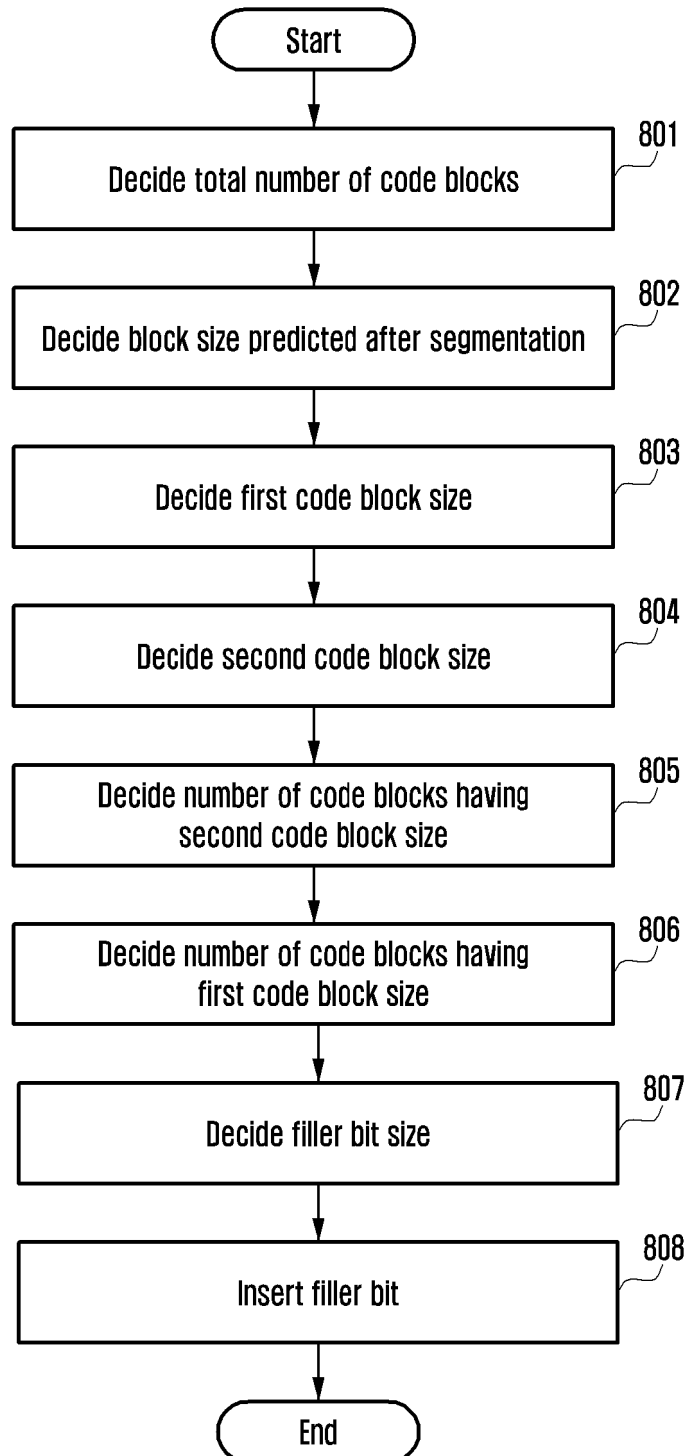 Start
801
Decide total number of code blocks
802
Decide block size predicted after segmentation
803
Decide first code block size
804
Decide second code block size
805
Decide number of code blocks having
second code block size
806
Decide number of code blocks having
first code block size
807
Decide filler bit size
808
Insert filler bit
End